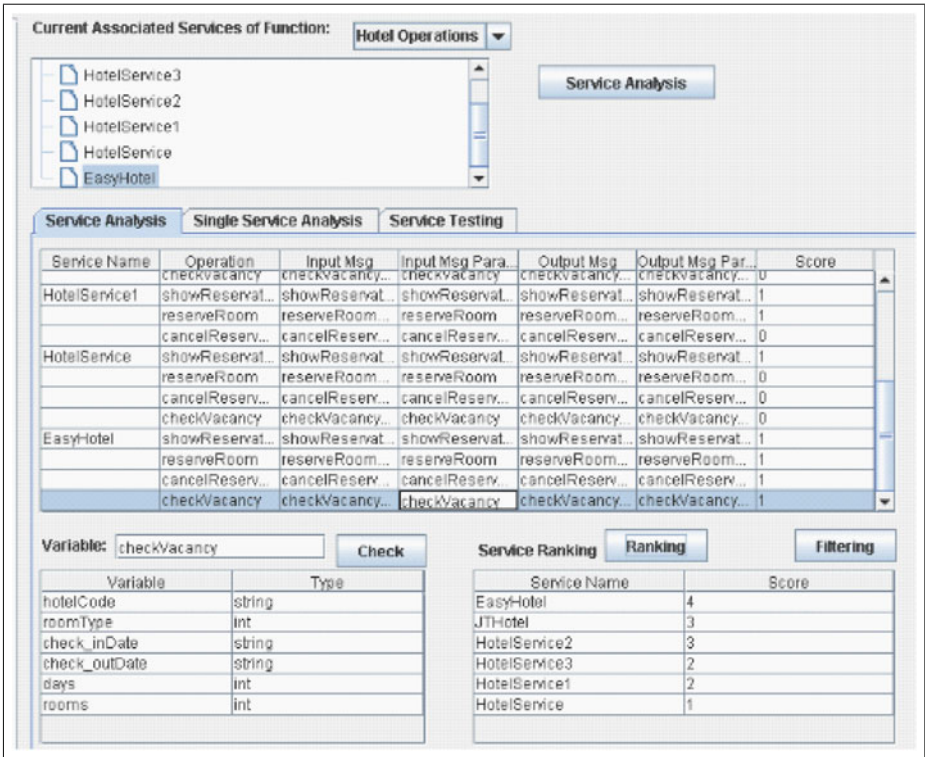 Current Associated Services of Function: Hotel Operations
HotelService3
HotelService2
HotelService1
HotelService
EasyHotel
Service Analysis
Service Analysis Single Service Analysis Service Testing
Service Name Operation Input Msg Input Msg Para... Output Msg Output Msg Par... Score
checkVacancy checkVacancy... checkVacancy checkVacancy... checkVacancy... 0
HotelService1 showReservat... showReservat... showReservat... showReservat... showReservat... 1
reserveRoom reserveRoom... reserveRoom reserveRoom... reserveRoom... 1
cancelReserv... cancelReserv... cancelReserv... cancelReserv... cancelReserv... 0
HotelService showReservat... showReservat... showReservat... showReservat... showReservat... 1
reserveRoom reserveRoom... reserveRoom reserveRoom... reserveRoom... 0
cancelReserv... cancelReserv... cancelReserv... cancelReserv... cancelReserv... 0
checkVacancy checkVacancy... checkVacancy checkVacancy... checkVacancy... 0
EasyHotel showReservat... showReservat... showReservat... showReservat... showReservat... 1
reserveRoom reserveRoom... reserveRoom reserveRoom... reserveRoom... 1
cancelReserv... cancelReserv... cancelReserv... cancelReserv... cancelReserv... 1
checkVacancy checkVacancy... checkVacancy checkVacancy... checkVacancy... 1
Variable: checkVacancy Check
Variable Type
hotelCode string
roomType int
check_inDate string
check_outDate string
days int
rooms int
Service Ranking Ranking Filtering
Service Name Score
EasyHotel 4
JTHotel 3
HotelService2 3
HotelService3 2
HotelService1 2
HotelService 1